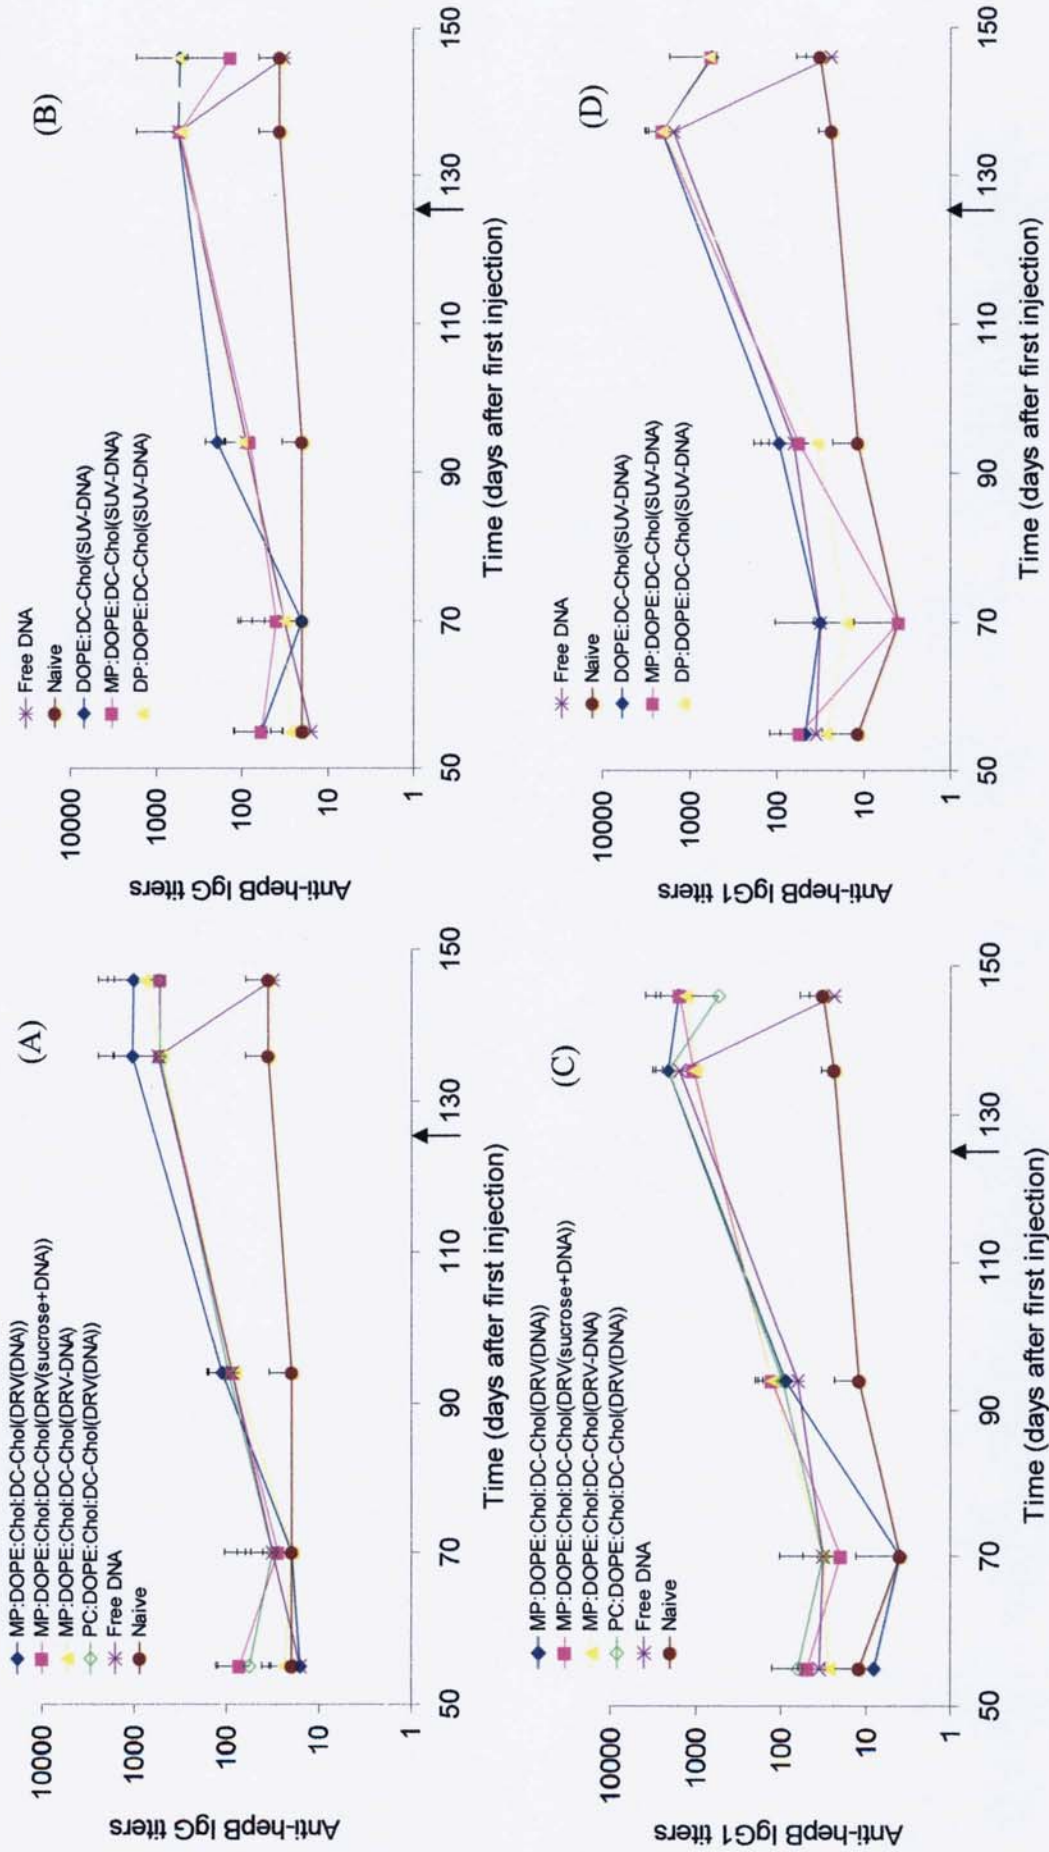 (A)
MP:DOPE:Chol:DC-Chol(DRV(DNA))
MP:DOPE:Chol:DC-Chol(DRV(sucrose+DNA))
MP:DOPE:Chol:DC-Chol(DRV-DNA)
PC:DOPE:Chol:DC-Chol(DRV(DNA))
Free DNA
Naive
Anti-hepB IgG titers
10000
1000
100
10
1
50
70
90
110
130
150
Time (days after first injection)
(B)
Free DNA
Naive
DOPE:DC-Chol(SUV-DNA)
MP:DOPE:DC-Chol(SUV-DNA)
DP:DOPE:DC-Chol(SUV-DNA)
Anti-hepB IgG titers
10000
1000
100
10
1
50
70
90
110
130
150
Time (days after first injection)
(C)
MP:DOPE:Chol:DC-Chol(DRV(DNA))
MP:DOPE:Chol:DC-Chol(DRV(sucrose+DNA))
MP:DOPE:Chol:DC-Chol(DRV-DNA)
PC:DOPE:Chol:DC-Chol(DRV(DNA))
Free DNA
Naive
Anti-hepB IgG1 titers
10000
1000
100
10
1
50
70
90
110
130
150
Time (days after first injection)
(D)
Free DNA
Naive
DOPE:DC-Chol(SUV-DNA)
MP:DOPE:DC-Chol(SUV-DNA)
DP:DOPE:DC-Chol(SUV-DNA)
Anti-hepB IgG1 titers
10000
1000
100
10
1
50
70
90
110
130
150
Time (days after first injection)